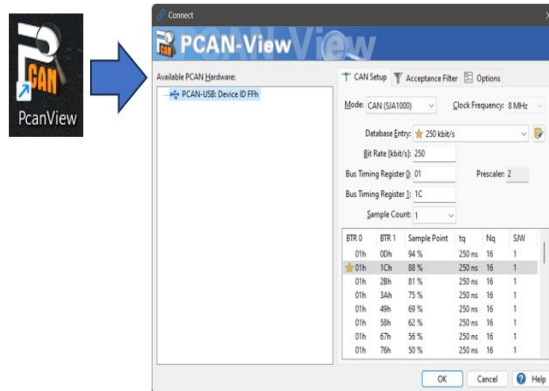 PCAN
PcanView
Connect
PCAN-View
View
Available PCAN Hardware:
PCAN-USB: Device ID FFh
CAN Setup Acceptance Filter Options
Mode: CAN (SJA1000) Clock Frequency: 8 MHz
Database Entry: 250 kbit/s
Bit Rate [kbit/s]: 250
Bus Timing Register 0: 01 Prescaler: 2
Bus Timing Register 1: 1C
Sample Count: 1
BTR 0 BTR 1 Sample Point tq Nq SJW
01h 0Dh 94 % 250 ns 16 1
01h 1Ch 88 % 250 ns 16 1
01h 2Bh 81 % 250 ns 16 1
01h 3Ah 75 % 250 ns 16 1
01h 49h 69 % 250 ns 16 1
01h 58h 62 % 250 ns 16 1
01h 67h 56 % 250 ns 16 1
01h 76h 50 % 250 ns 16 1
OK Cancel Help